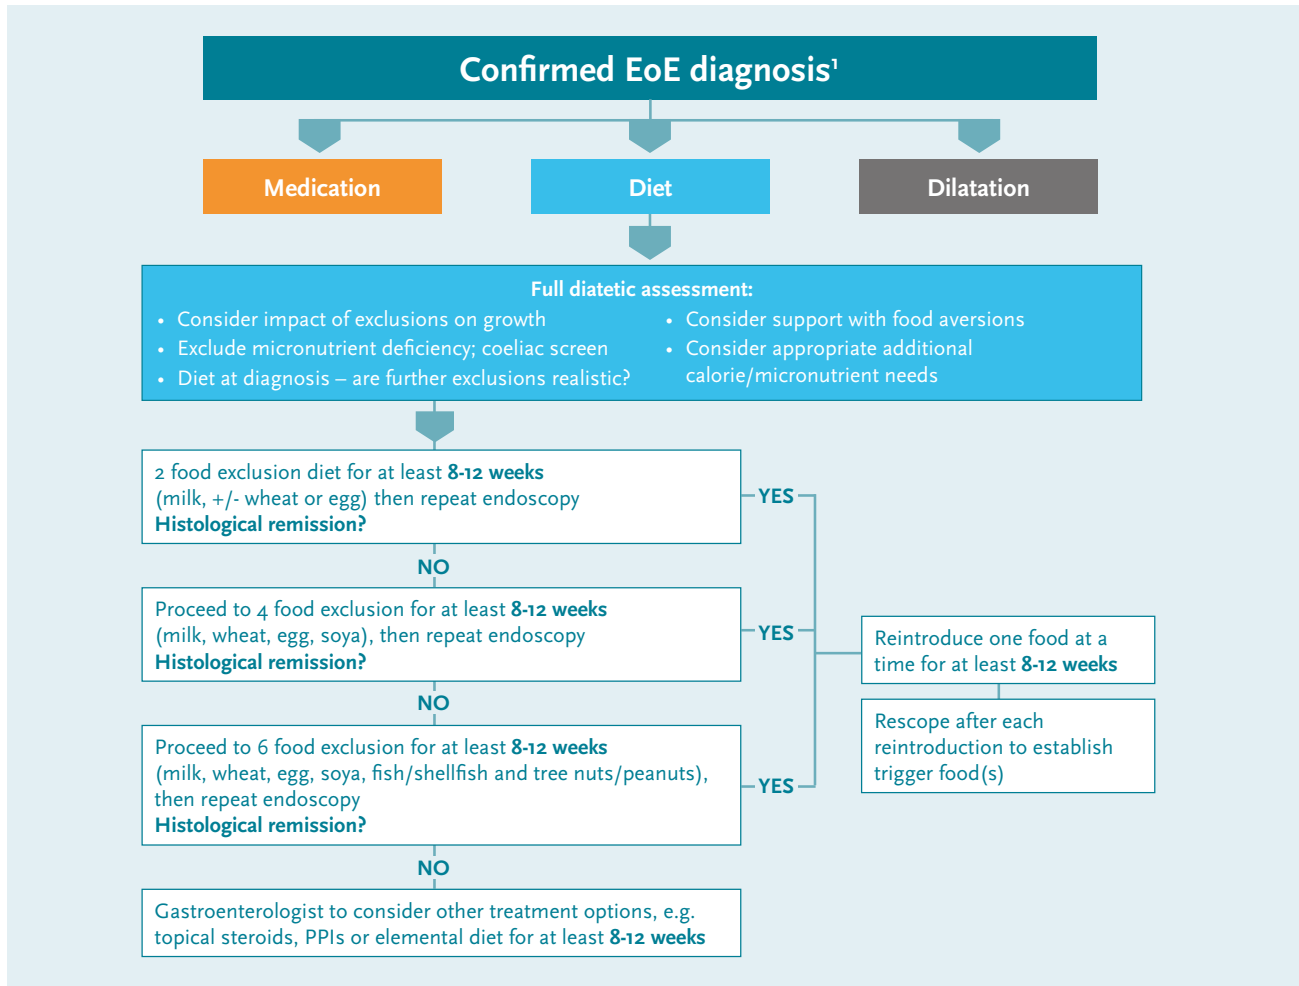 Confirmed EoE diagnosis¹
Medication
Diet
Dilatation
Full diatetic assessment:
• Consider impact of exclusions on growth
• Exclude micronutrient deficiency; coeliac screen
• Diet at diagnosis – are further exclusions realistic?
• Consider support with food aversions
• Consider appropriate additional
calorie/micronutrient needs
2 food exclusion diet for at least 8-12 weeks
(milk, +/- wheat or egg) then repeat endoscopy
Histological remission?
YES
NO
Proceed to 4 food exclusion for at least 8-12 weeks
(milk, wheat, egg, soya), then repeat endoscopy
Histological remission?
YES
NO
Proceed to 6 food exclusion for at least 8-12 weeks
(milk, wheat, egg, soya, fish/shellfish and tree nuts/peanuts),
then repeat endoscopy
Histological remission?
YES
NO
Gastroenterologist to consider other treatment options, e.g.
topical steroids, PPIs or elemental diet for at least 8-12 weeks
Reintroduce one food at a
time for at least 8-12 weeks
Rescope after each
reintroduction to establish
trigger food(s)